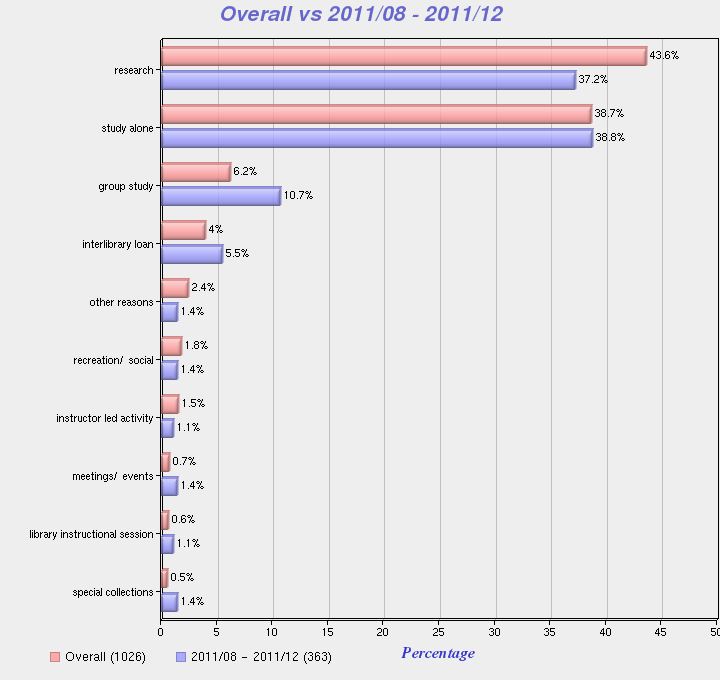 Overall vs 2011/08 - 2011/12
research
43.6%
37.2%
study alone
38.7%
38.8%
group study
6.2%
10.7%
interlibrary loan
4%
5.5%
other reasons
2.4%
1.4%
recreation/ social
1.8%
1.4%
instructor led activity
1.5%
1.1%
meetings/ events
0.7%
1.4%
library instructional session
0.6%
1.1%
special collections
0.5%
1.4%
0 5 10 15 20 25 30 35 40 45 50
Percentage
Overall (1026) 2011/08 - 2011/12 (363)